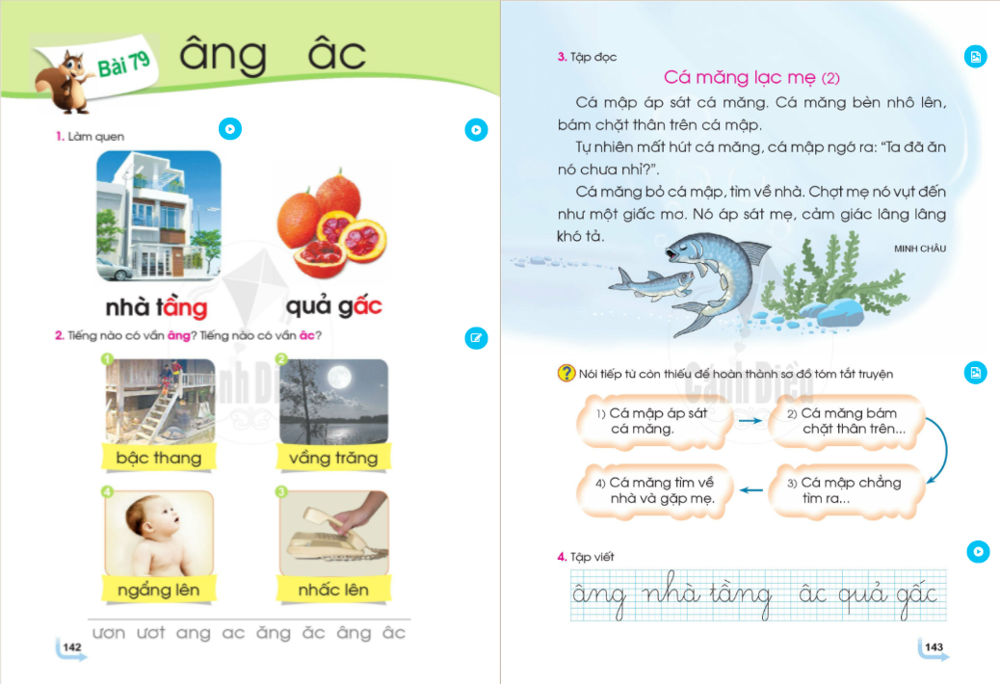 Bài 79
âng âc
1. Làm quen
nhà tầng
quả gấc
2. Tiếng nào có vần âng? Tiếng nào có vần âc?
1
bậc thang
2
vầng trăng
4
ngẩng lên
3
nhấc lên
ươn ươt ang ac ăng ăc âng âc
142
3. Tập đọc
Cá măng lạc mẹ (2)
Cá mập áp sát cá măng. Cá măng bèn nhô lên,
bám chặt thân trên cá mập.
Tự nhiên mất hút cá măng, cá mập ngớ ra: “Ta đã ăn
nó chưa nhỉ?”.
Cá măng bỏ cá mập, tìm về nhà. Chợt mẹ nó vụt đến
như một giấc mơ. Nó áp sát mẹ, cảm giác lâng lâng
khó tả.
MINH CHÂU
? Nói tiếp từ còn thiếu để hoàn thành sơ đồ tóm tắt truyện
1) Cá mập áp sát
cá măng.
2) Cá măng bám
chặt thân trên...
4) Cá măng tìm về
nhà và gặp mẹ.
3) Cá mập chẳng
tìm ra...
Cánh Diều
Cánh Diều
4. Tập viết
âng nhà tầng âc quả gấc
143